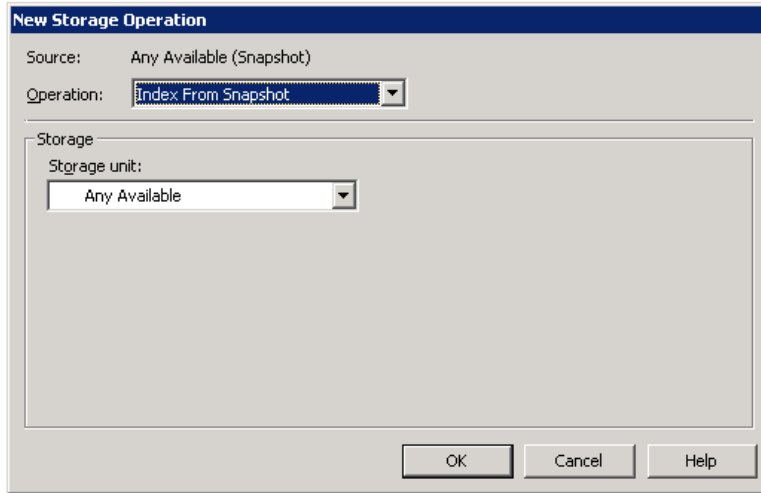 New Storage Operation
Source: Any Available (Snapshot)
Operation: Index From Snapshot
Storage
Storage unit:
Any Available
OK Cancel Help